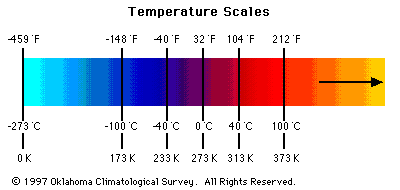 Temperature Scales
-459°F -148°F -40°F 32°F 104°F 212°F
-273°C -100°C -40°C 0°C 40°C 100°C
0 K 173 K 233 K 273 K 313 K 373 K
© 1997 Oklahoma Climatological Survey. All Rights Reserved.